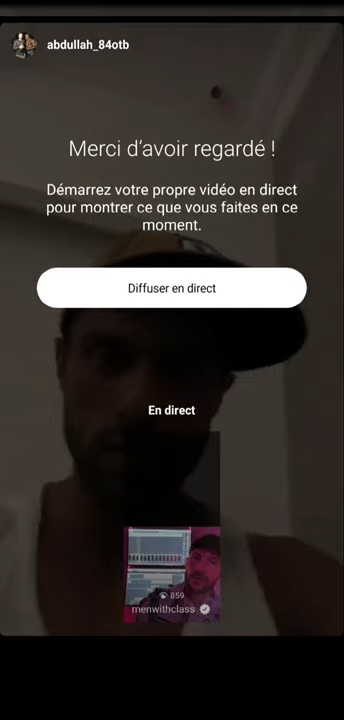 abdullah_84otb
Merci d’avoir regardé !
Démarrez votre propre vidéo en direct
pour montrer ce que vous faites en ce
moment.
Diffuser en direct
En direct
859
menwithclass